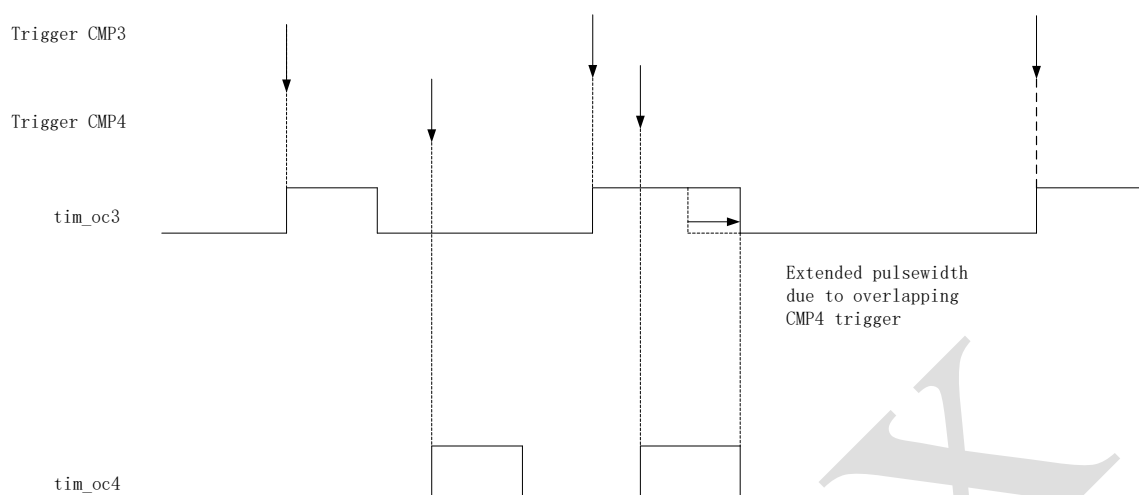 Trigger CMP3
Trigger CMP4
tim_oc3
Extended pulsewidth
due to overlapping
CMP4 trigger
tim_oc4